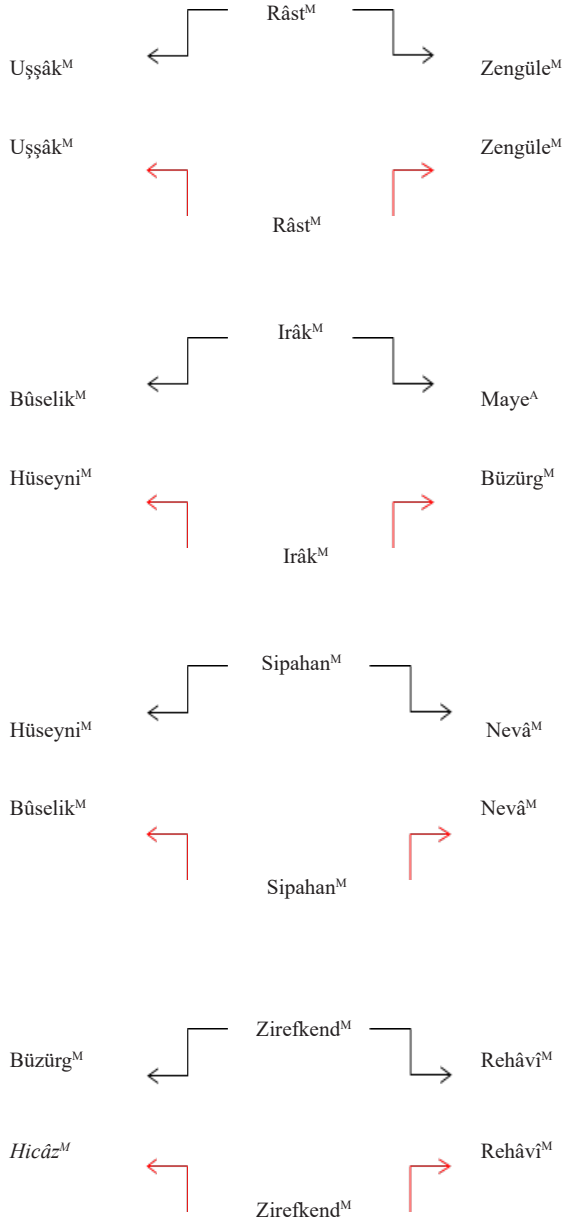 Râstᴹ
Uşşâkᴹ Zengüleᴹ
Uşşâkᴹ Zengüleᴹ
Râstᴹ
Irâkᴹ
Bûselikᴹ Mayeᴬ
Hüseyniᴹ Büzürgᴹ
Irâkᴹ
Sipahanᴹ
Hüseyniᴹ Nevâᴹ
Bûselikᴹ Nevâᴹ
Sipahanᴹ
Zirefkendᴹ
Büzürgᴹ Rehâvîᴹ
Hicâzᴹ Rehâvîᴹ
Zirefkendᴹ